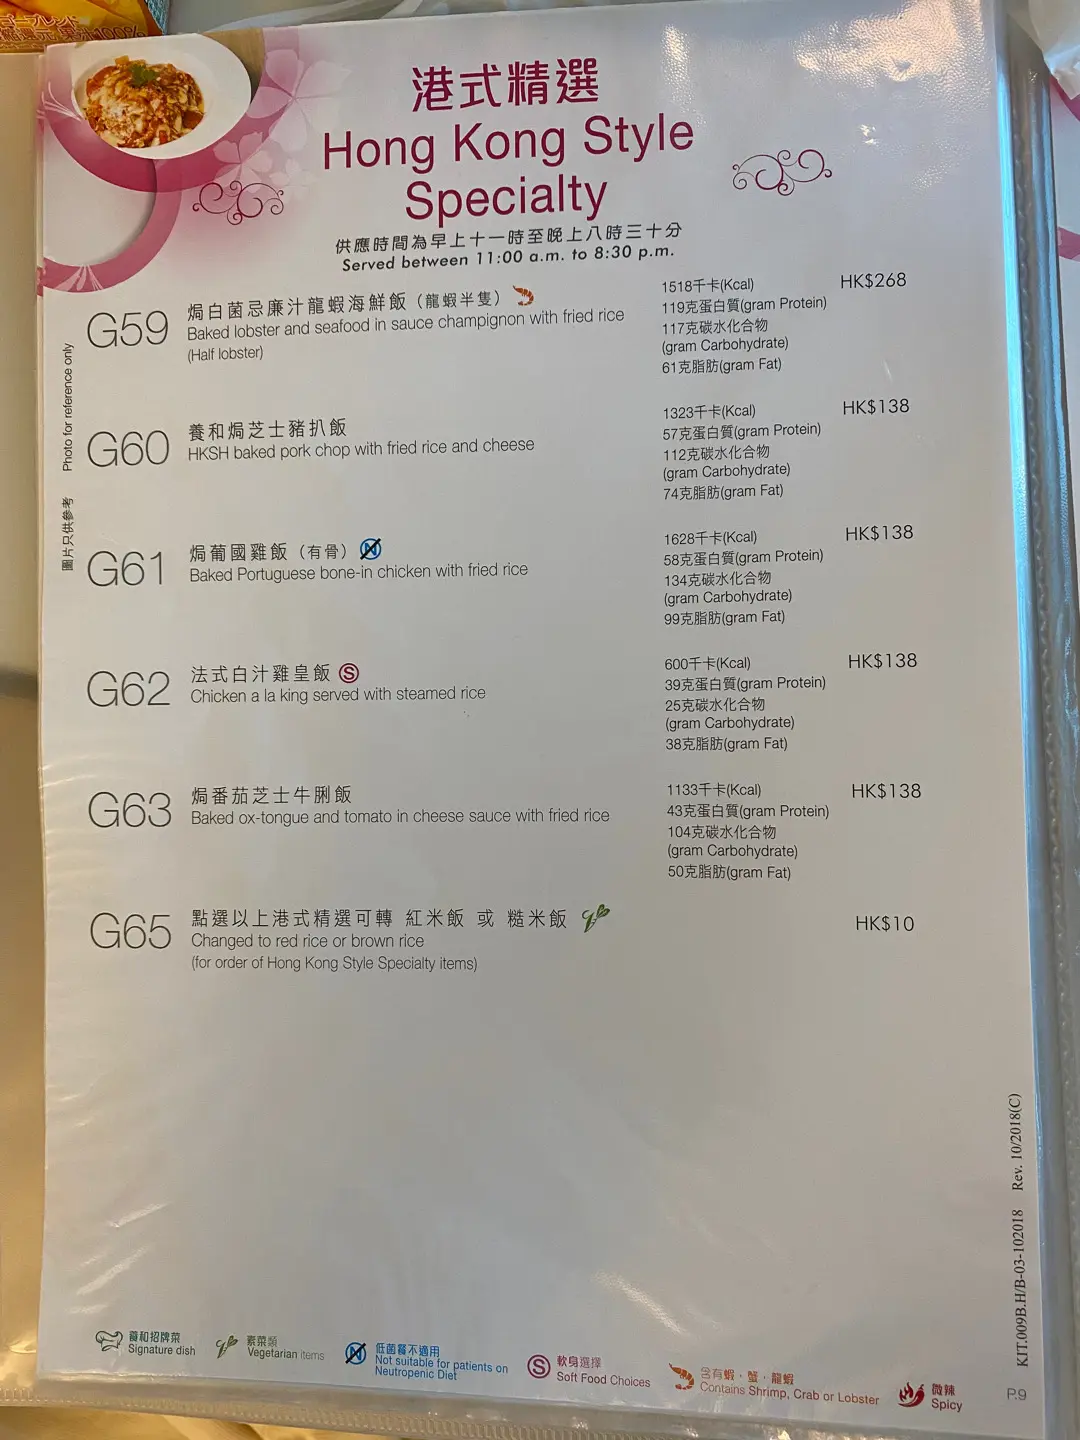 果汁100%
港式精選
Hong Kong Style
Specialty
供應時間為早上十一時至晚上八時三十分
Served between 11:00 a.m. to 8:30 p.m.
G59
焗白菌忌廉汁龍蝦海鮮飯（龍蝦半隻）
Baked lobster and seafood in sauce champignon with fried rice
(Half lobster)
1518千卡(Kcal)
119克蛋白質(gram Protein)
117克碳水化合物
(gram Carbohydrate)
61克脂肪(gram Fat)
HK$268
G60
養和焗芝士豬扒飯
HKSH baked pork chop with fried rice and cheese
1323千卡(Kcal)
57克蛋白質(gram Protein)
112克碳水化合物
(gram Carbohydrate)
74克脂肪(gram Fat)
HK$138
G61
焗葡國雞飯（有骨）N
Baked Portuguese bone-in chicken with fried rice
1628千卡(Kcal)
58克蛋白質(gram Protein)
134克碳水化合物
(gram Carbohydrate)
99克脂肪(gram Fat)
HK$138
G62
法式白汁雞皇飯 S
Chicken a la king served with steamed rice
600千卡(Kcal)
39克蛋白質(gram Protein)
25克碳水化合物
(gram Carbohydrate)
38克脂肪(gram Fat)
HK$138
G63
焗番茄芝士牛脷飯
Baked ox-tongue and tomato in cheese sauce with fried rice
1133千卡(Kcal)
43克蛋白質(gram Protein)
104克碳水化合物
(gram Carbohydrate)
50克脂肪(gram Fat)
HK$138
G65
點選以上港式精選可轉 紅米飯 或 糙米飯
Changed to red rice or brown rice
(for order of Hong Kong Style Specialty items)
HK$10
圖片只供參考 Photo for reference only
養和招牌菜
Signature dish
素菜類
Vegetarian items
N
低菌餐不適用
Not suitable for patients on
Neutropenic Diet
S
軟身選擇
Soft Food Choices
含有蝦，蟹，龍蝦
Contains Shrimp, Crab or Lobster
微辣
Spicy
KIT.009B.H/B-03-102018 Rev. 10/2018(C)
P.9